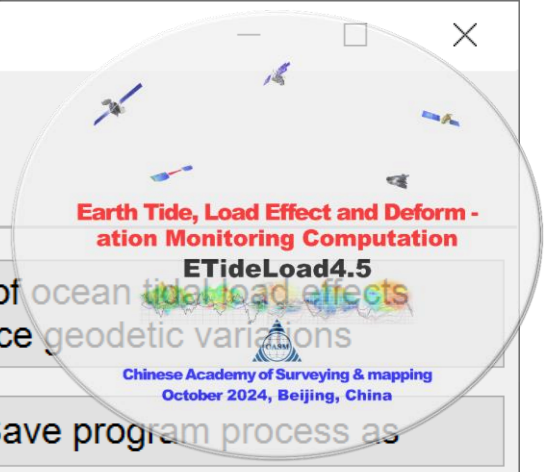 Earth Tide, Load Effect and Deform -
ation Monitoring Computation
ETideLoad4.5
of ocean tidal load effects
ce geodetic variations
CASM
Chinese Academy of Surveying & mapping
October 2024, Beijing, China
Save program process as